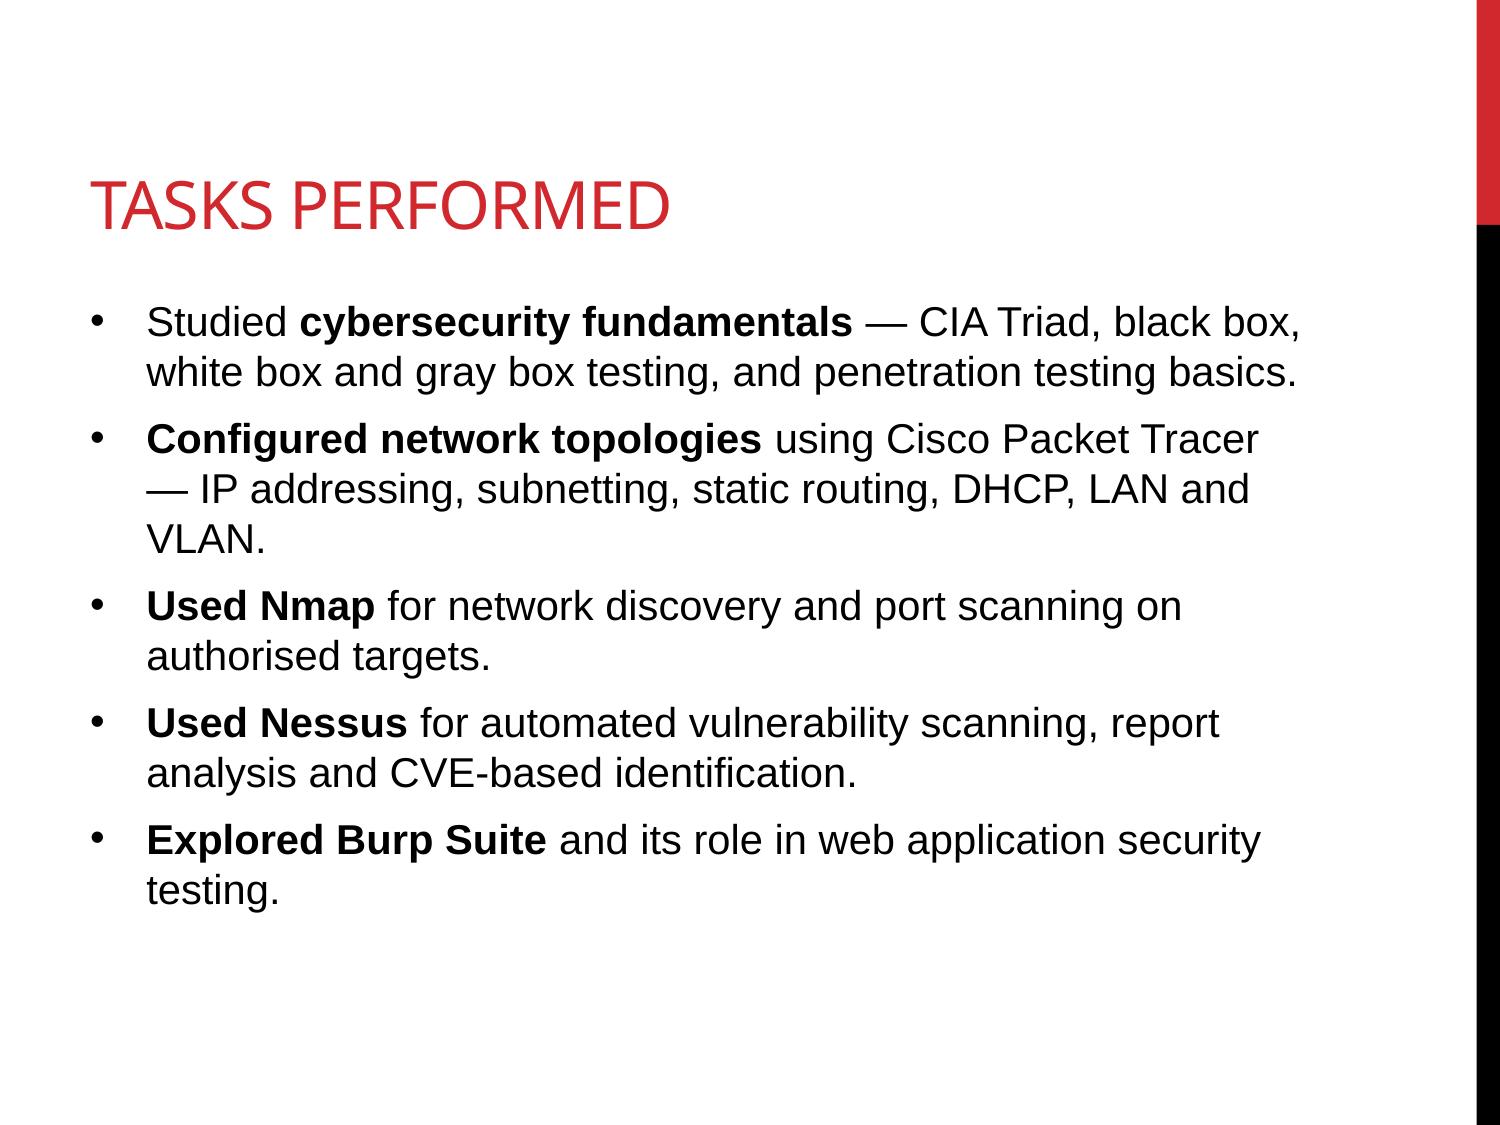 TASKS PERFORMED
• Studied cybersecurity fundamentals — CIA Triad, black box,
white box and gray box testing, and penetration testing basics.
• Configured network topologies using Cisco Packet Tracer
— IP addressing, subnetting, static routing, DHCP, LAN and
VLAN.
• Used Nmap for network discovery and port scanning on
authorised targets.
• Used Nessus for automated vulnerability scanning, report
analysis and CVE-based identification.
• Explored Burp Suite and its role in web application security
testing.